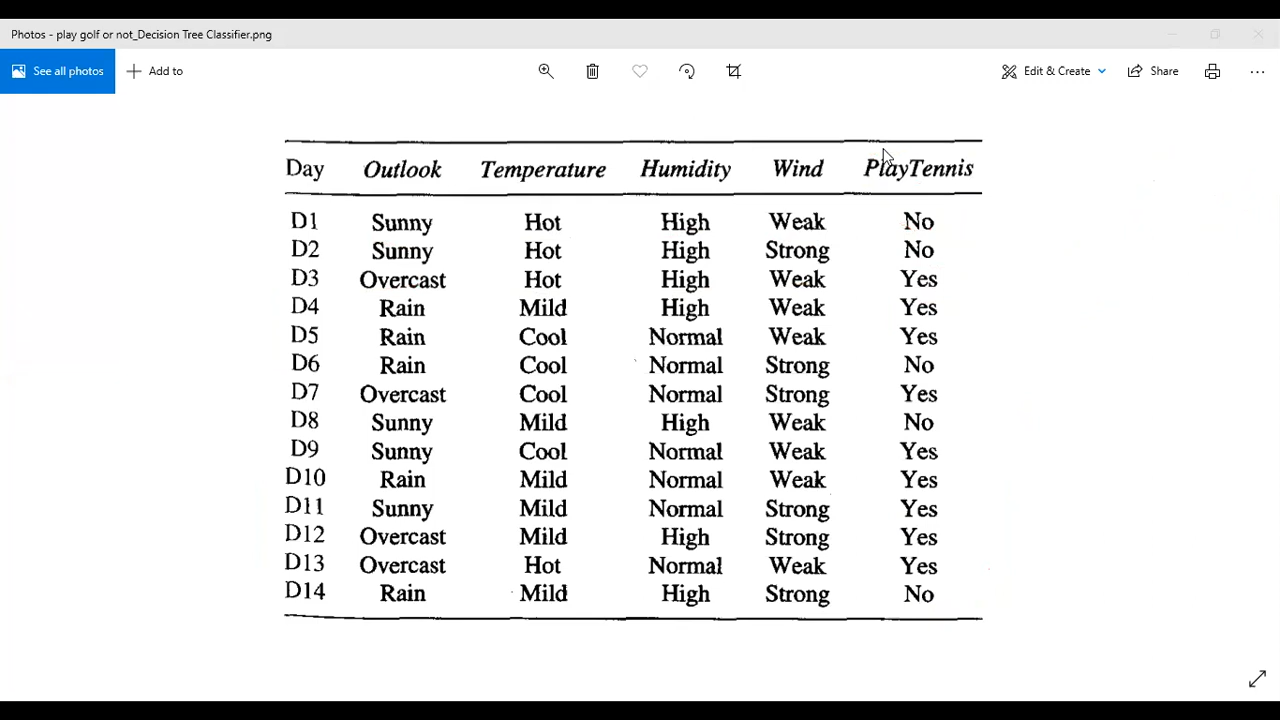 Photos - play golf or not_Decision Tree Classifier.png
See all photos Add to Edit & Create Share
Day Outlook Temperature Humidity Wind PlayTennis
D1 Sunny Hot High Weak No
D2 Sunny Hot High Strong No
D3 Overcast Hot High Weak Yes
D4 Rain Mild High Weak Yes
D5 Rain Cool Normal Weak Yes
D6 Rain Cool Normal Strong No
D7 Overcast Cool Normal Strong Yes
D8 Sunny Mild High Weak No
D9 Sunny Cool Normal Weak Yes
D10 Rain Mild Normal Weak Yes
D11 Sunny Mild Normal Strong Yes
D12 Overcast Mild High Strong Yes
D13 Overcast Hot Normal Weak Yes
D14 Rain Mild High Strong No